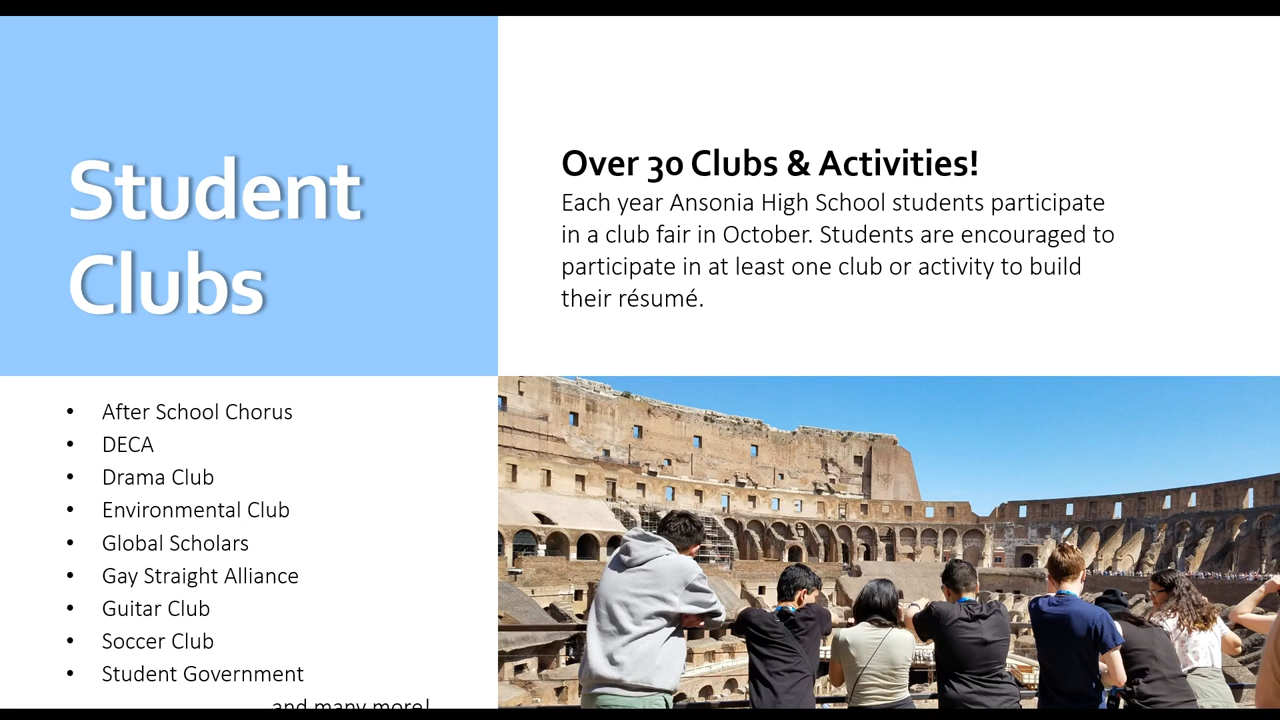 Student
Clubs
Over 30 Clubs & Activities!
Each year Ansonia High School students participate
in a club fair in October. Students are encouraged to
participate in at least one club or activity to build
their résumé.
• After School Chorus
• DECA
• Drama Club
• Environmental Club
• Global Scholars
• Gay Straight Alliance
• Guitar Club
• Soccer Club
• Student Government
and many more!